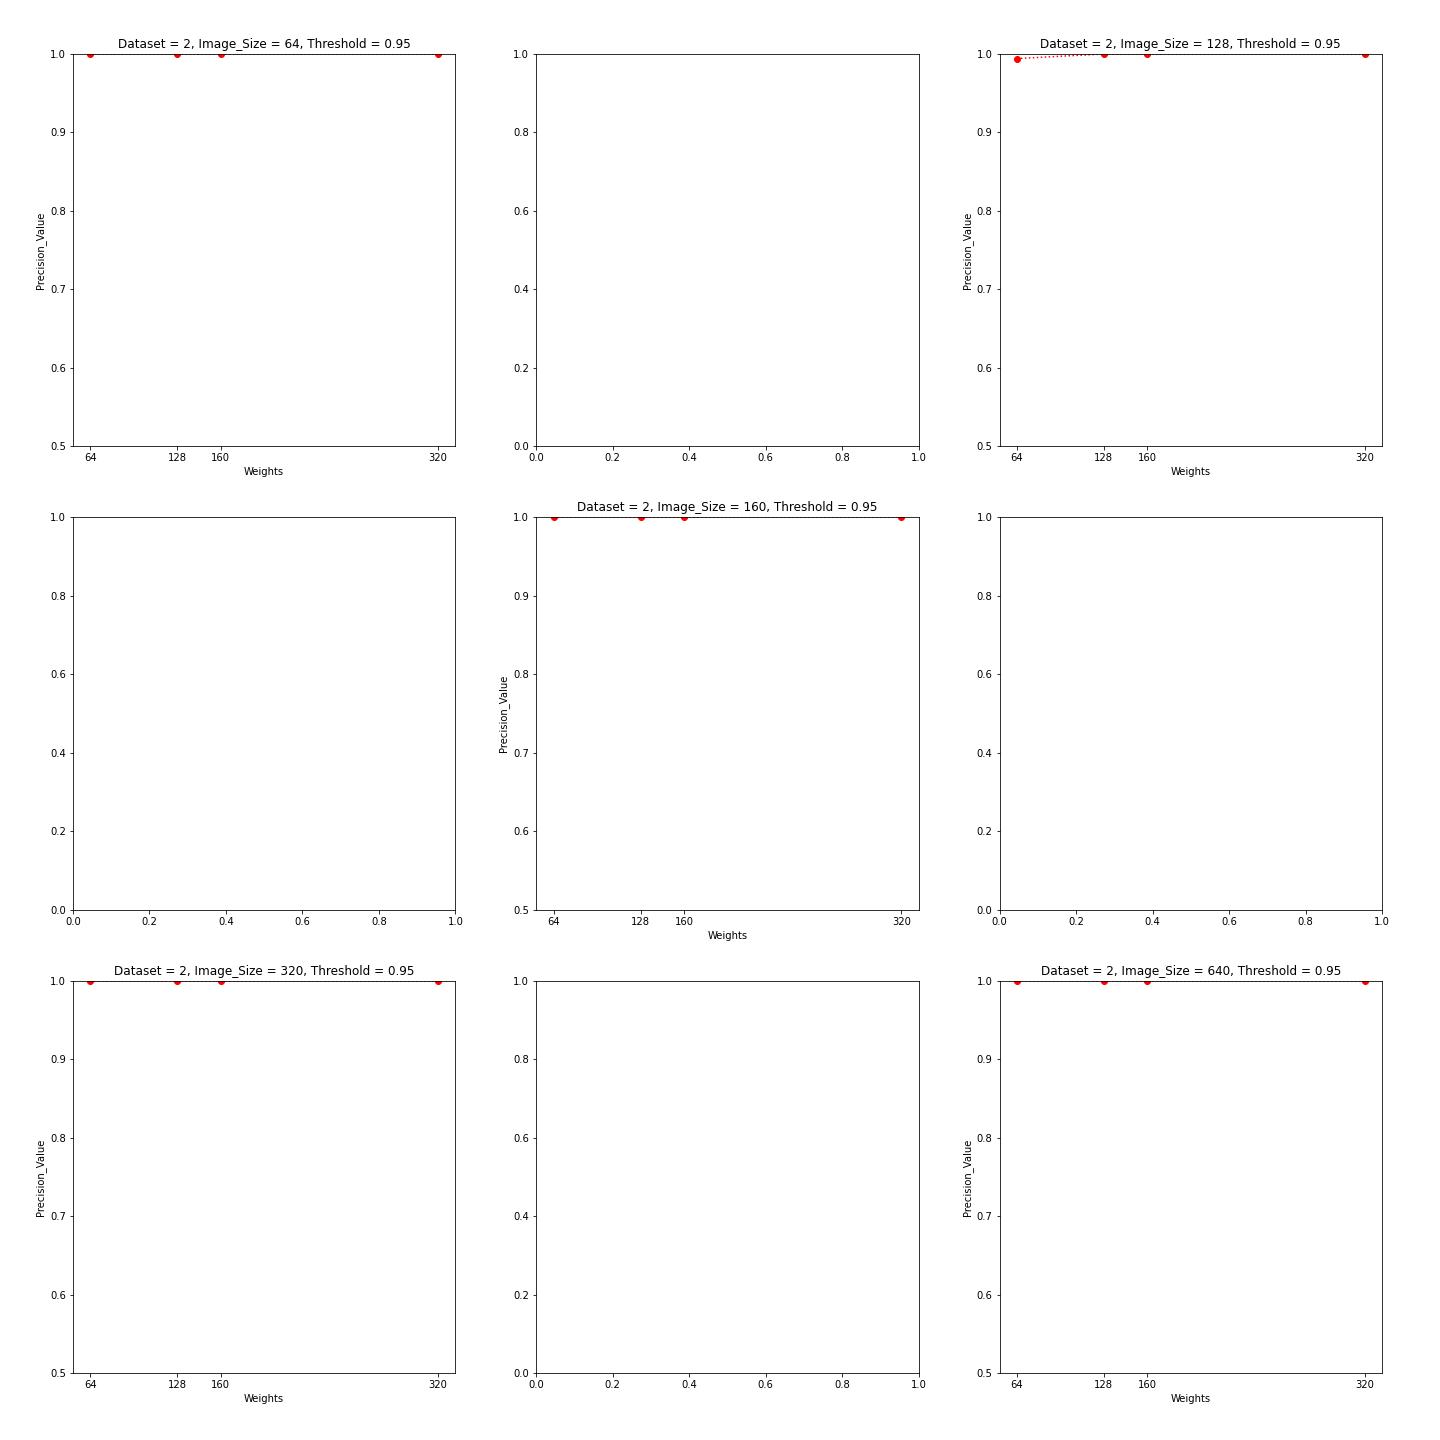 Dataset = 2, Image_Size = 64, Threshold = 0.95
1.0
0.9
0.8
0.7
0.6
0.5
Precision_Value
64 128 160 320
Weights
1.0
0.8
0.6
0.4
0.2
0.0
0.0 0.2 0.4 0.6 0.8 1.0
Dataset = 2, Image_Size = 128, Threshold = 0.95
1.0
0.9
0.8
0.7
0.6
0.5
Precision_Value
64 128 160 320
Weights
1.0
0.8
0.6
0.4
0.2
0.0
0.0 0.2 0.4 0.6 0.8 1.0
Dataset = 2, Image_Size = 160, Threshold = 0.95
1.0
0.9
0.8
0.7
0.6
0.5
Precision_Value
64 128 160 320
Weights
1.0
0.8
0.6
0.4
0.2
0.0
0.0 0.2 0.4 0.6 0.8 1.0
Dataset = 2, Image_Size = 320, Threshold = 0.95
1.0
0.9
0.8
0.7
0.6
0.5
Precision_Value
64 128 160 320
Weights
1.0
0.8
0.6
0.4
0.2
0.0
0.0 0.2 0.4 0.6 0.8 1.0
Dataset = 2, Image_Size = 640, Threshold = 0.95
1.0
0.9
0.8
0.7
0.6
0.5
Precision_Value
64 128 160 320
Weights